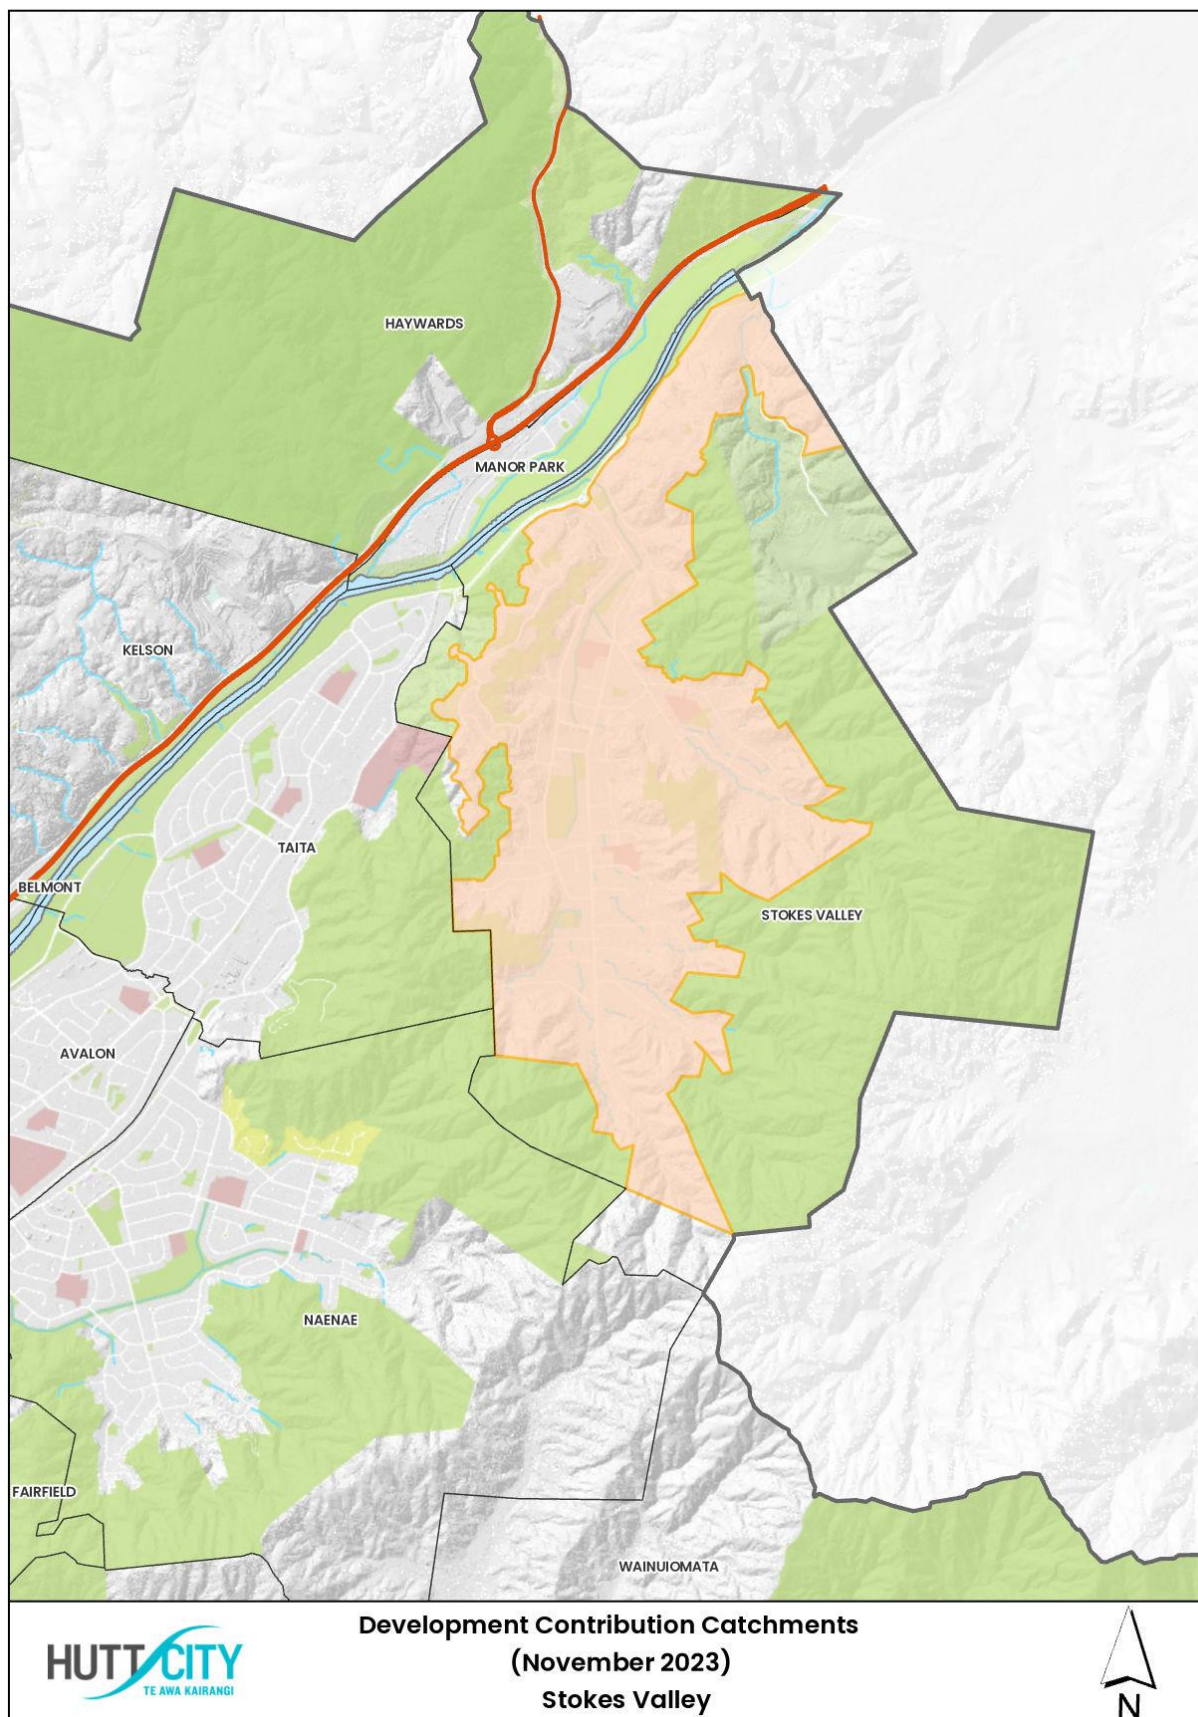 HAYWARDS
MANOR PARK
KELSON
TAITA
BELMONT
STOKES VALLEY
AVALON
NAENAE
FAIRFIELD
WAINUIOMATA
HUTT CITY
TE AWA KAIRANGI
Development Contribution Catchments
(November 2023)
Stokes Valley
N